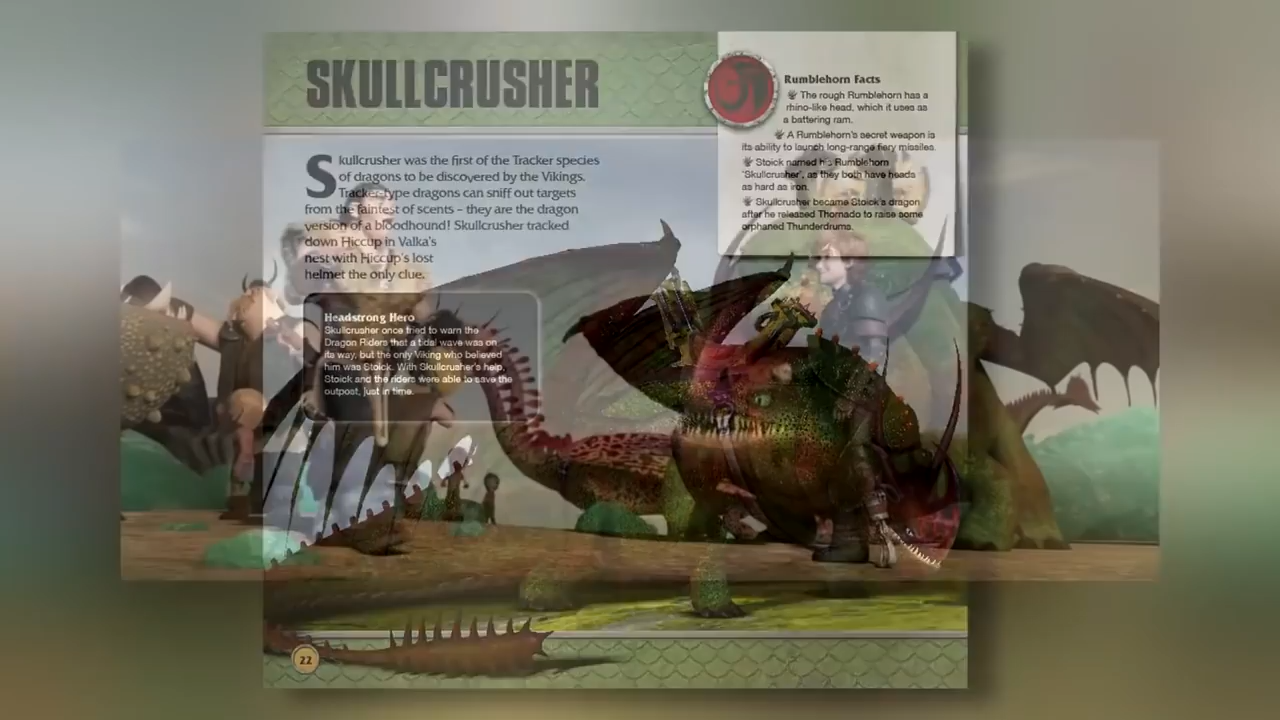 SKULLCRUSHER
Skullcrusher was the first of the Tracker species
of dragons to be discovered by the Vikings.
Tracker-type dragons can sniff out targets
from the faintest of scents – they are the dragon
version of a bloodhound! Skullcrusher tracked
down Hiccup in Valka's
nest with Hiccup's lost
helmet the only clue.
Headstrong Hero
Skullcrusher once tried to warn the
Dragon Riders that a tidal wave was on
its way, but the only Viking who believed
him was Stoick. With Skullcrusher's help,
Stoick and the riders were able to save the
outpost, just in time.
Rumblehorn Facts
The rough Rumblehorn has a
rhino-like head, which it uses as
a battering ram.
A Rumblehorn's secret weapon is
its ability to launch long-range fiery missiles.
Stoick named his Rumblehorn
'Skullcrusher', as they both have heads
as hard as iron.
Skullcrusher became Stoick's dragon
after he released Thornado to raise some
orphaned Thunderdrums.
22